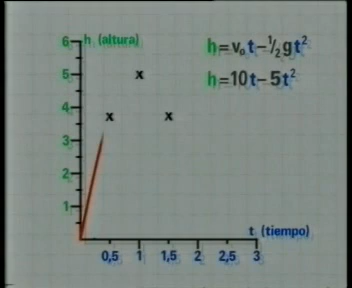 6 h (altura)
h=v₀t-½gt²
5 x
h=10t-5t²
4
x x
3
2
1
t (tiempo)
0,5 1 1,5 2 2,5 3